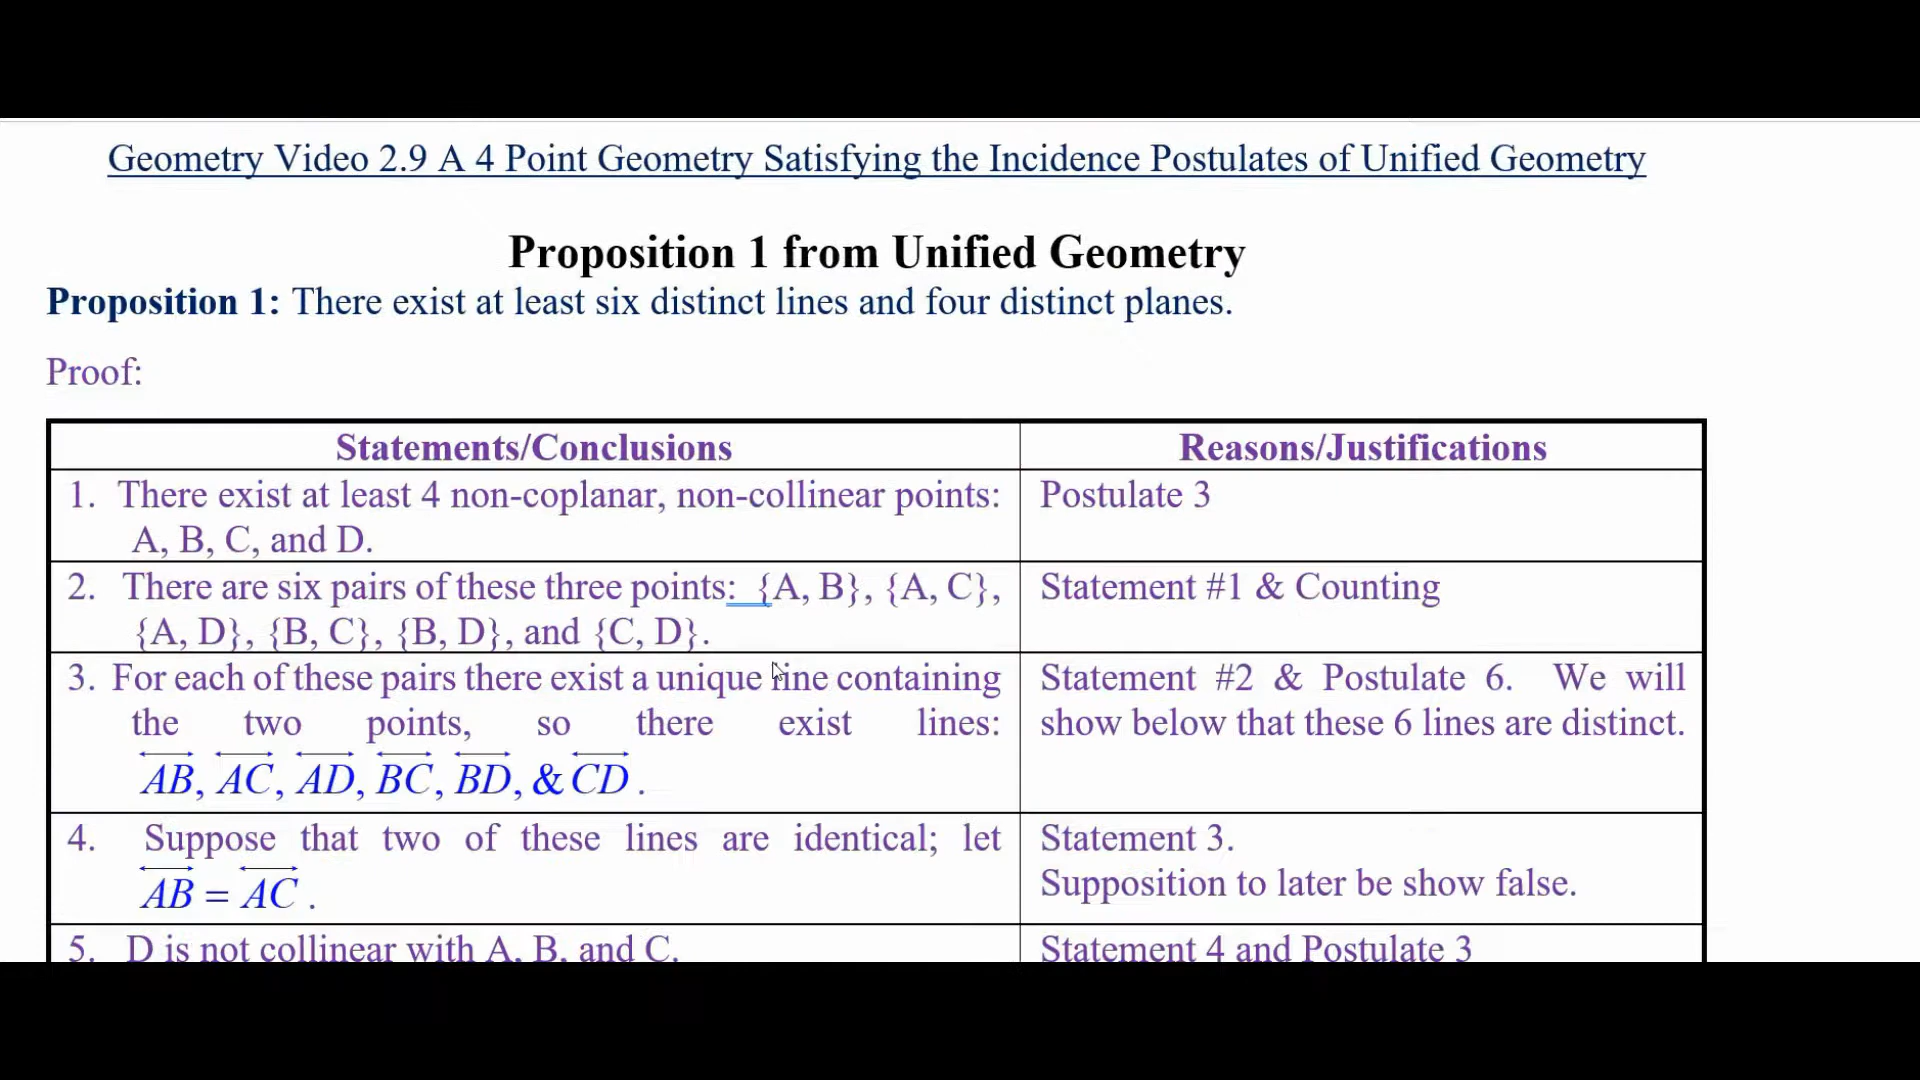 Geometry Video 2.9 A 4 Point Geometry Satisfying the Incidence Postulates of Unified Geometry
Proposition 1 from Unified Geometry
Proposition 1: There exist at least six distinct lines and four distinct planes.
Proof:
Statements/Conclusions
Reasons/Justifications
1. There exist at least 4 non-coplanar, non-collinear points:
A, B, C, and D.
Postulate 3
2. There are six pairs of these three points: {A, B}, {A, C},
{A, D}, {B, C}, {B, D}, and {C, D}.
Statement #1 & Counting
3. For each of these pairs there exist a unique line containing
the two points, so there exist lines:
AB, AC, AD, BC, BD, & CD .
Statement #2 & Postulate 6. We will
show below that these 6 lines are distinct.
4. Suppose that two of these lines are identical; let
AB = AC .
Statement 3.
Supposition to later be show false.
5. D is not collinear with A, B, and C.
Statement 4 and Postulate 3